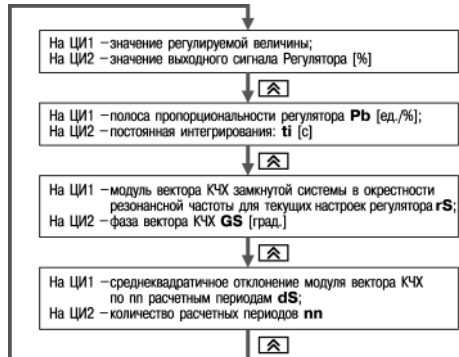 На ЦИ1 – значение регулируемой величины;
На ЦИ2 – значение выходного сигнала Регулятора [%]
На ЦИ1 – полоса пропорциональности регулятора Pb [ед./%];
На ЦИ2 – постоянная интегрирования: ti [с]
На ЦИ1 – модуль вектора КЧХ замкнутой системы в окрестности
резонансной частоты для текущих настроек регулятора rS;
На ЦИ2 – фаза вектора КЧХ GS [град.]
На ЦИ1 – среднеквадратичное отклонение модуля вектора КЧХ
по nn расчетным периодам dS;
На ЦИ2 – количество расчетных периодов nn